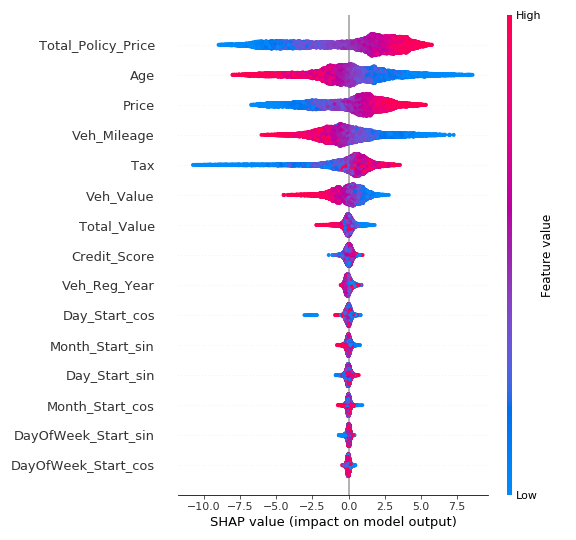 High
Total_Policy_Price
Age
Price
Veh_Mileage
Tax
Veh_Value
Total_Value
Credit_Score
Veh_Reg_Year
Day_Start_cos
Month_Start_sin
Day_Start_sin
Month_Start_cos
DayOfWeek_Start_sin
DayOfWeek_Start_cos
Feature value
Low
−10.0 −7.5 −5.0 −2.5 0.0 2.5 5.0 7.5
SHAP value (impact on model output)